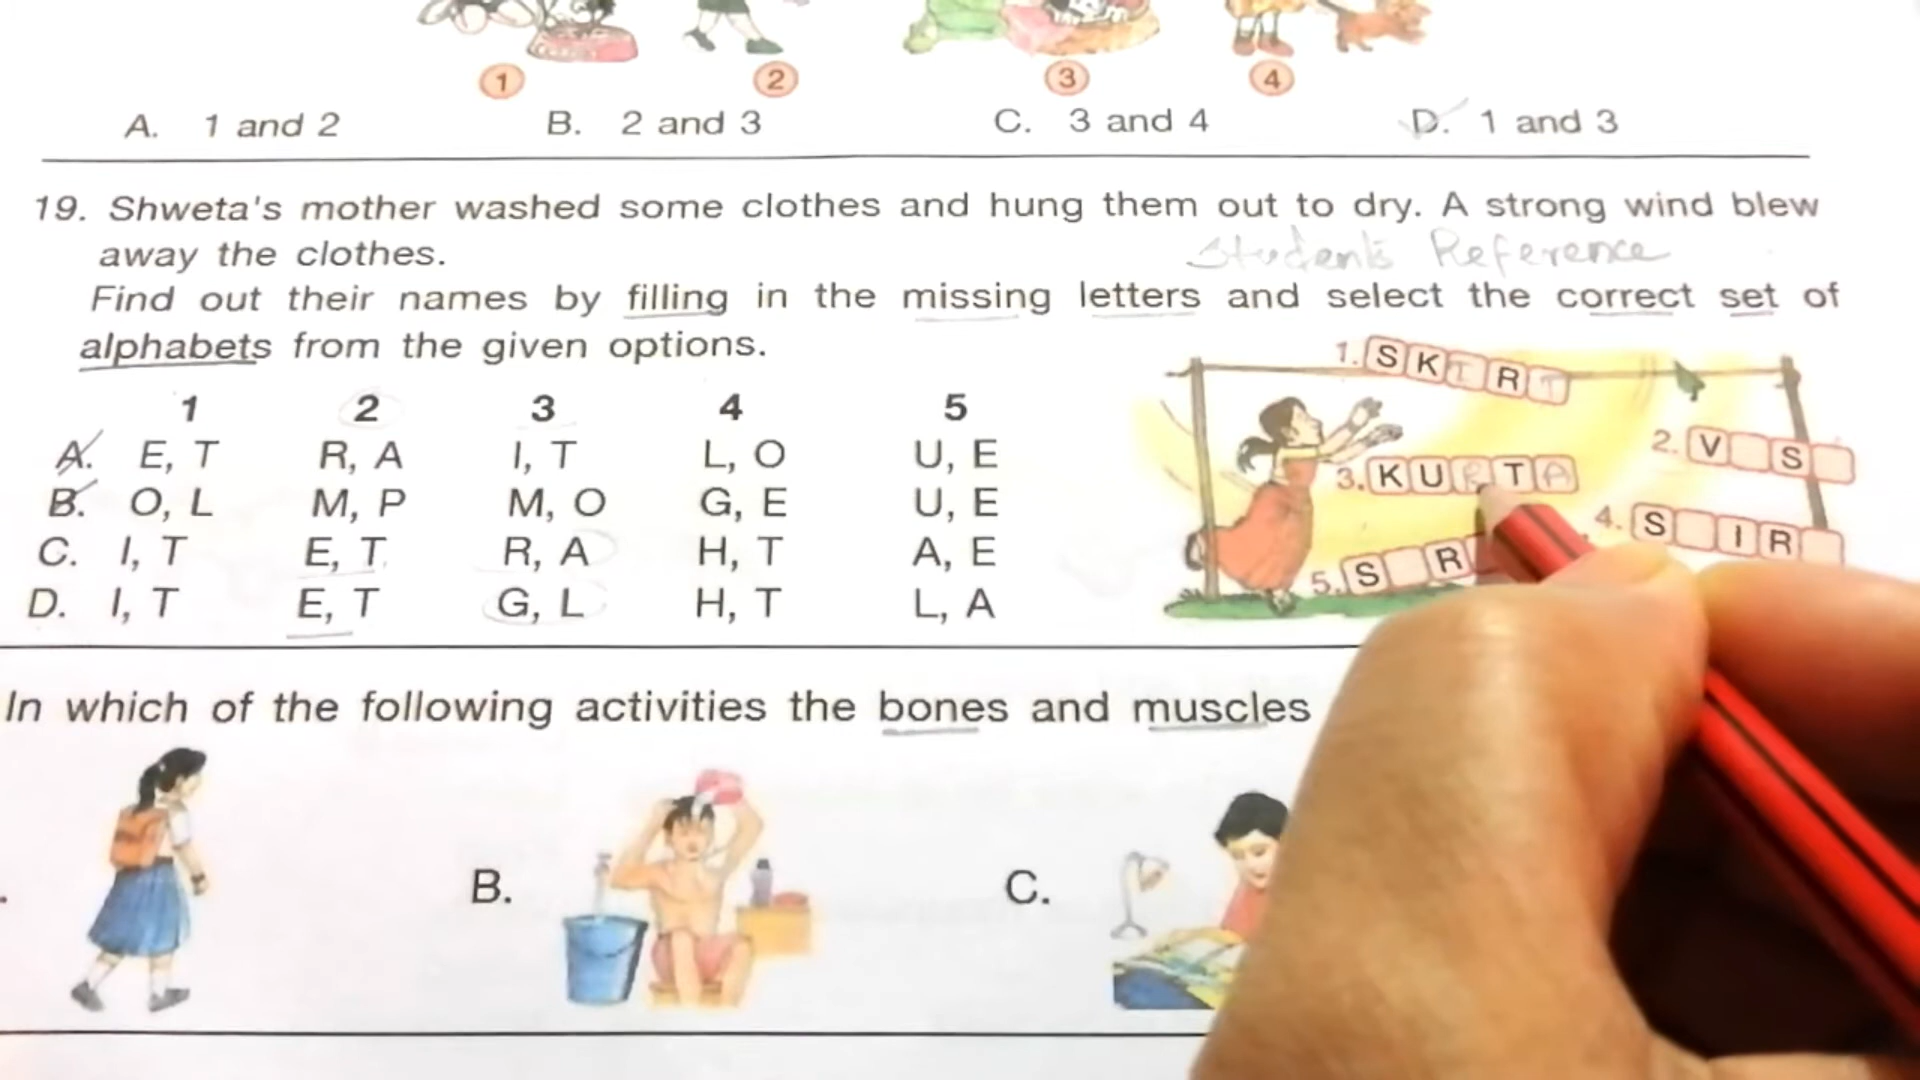 1 2 3 4
A. 1 and 2 B. 2 and 3 C. 3 and 4 D. 1 and 3
19. Shweta's mother washed some clothes and hung them out to dry. A strong wind blew
away the clothes.
Student's Reference
Find out their names by filling in the missing letters and select the correct set of
alphabets from the given options.
1 2 3 4 5
A. E, T R, A I, T L, O U, E
B. O, L M, P M, O G, E U, E
C. I, T E, T R, A H, T A, E
D. I, T E, T G, L H, T L, A
1. S K I R T
2. V S
3. K U R T A
4. S I R
5. S R
In which of the following activities the bones and muscles
B. C.